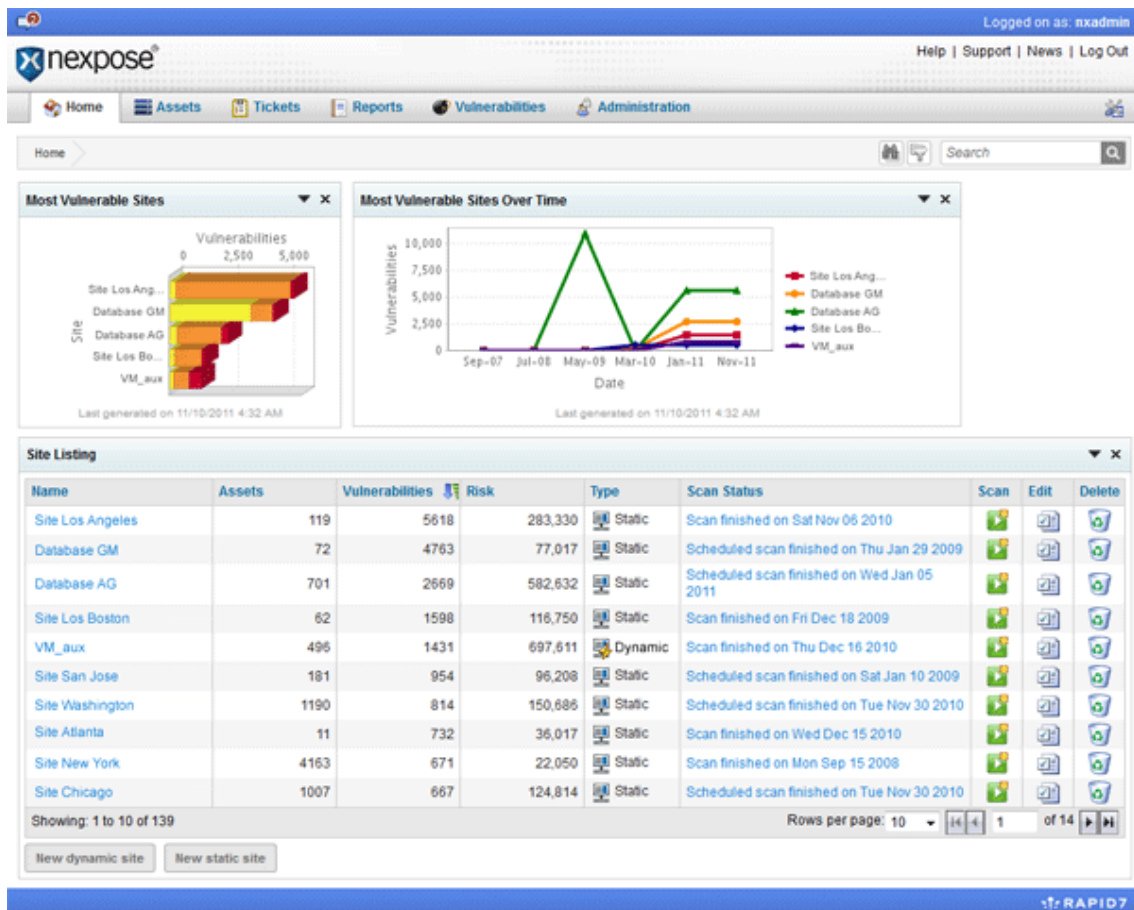 Logged on as: nxadmin
nexpose®
Help | Support | News | Log Out
Home Assets Tickets Reports Vulnerabilities Administration
Home
Search
Most Vulnerable Sites
Vulnerabilities
0 2,500 5,000
Site
Site Los Ang...
Database GM
Database AG
Site Los Bo...
VM_aux
Last generated on 11/10/2011 4:32 AM
Most Vulnerable Sites Over Time
Vulnerabilities
10,000
7,500
5,000
2,500
0
Sep-07 Jul-08 May-09 Mar-10 Jan-11 Nov-11
Date
Site Los Ang...
Database GM
Database AG
Site Los Bo...
VM_aux
Last generated on 11/10/2011 4:32 AM
Site Listing
Name Assets Vulnerabilities Risk Type Scan Status Scan Edit Delete
Site Los Angeles 119 5618 283,330 Static Scan finished on Sat Nov 06 2010
Database GM 72 4763 77,017 Static Scheduled scan finished on Thu Jan 29 2009
Database AG 701 2669 582,632 Static Scheduled scan finished on Wed Jan 05
2011
Site Los Boston 62 1598 116,750 Static Scan finished on Fri Dec 18 2009
VM_aux 496 1431 697,611 Dynamic Scan finished on Thu Dec 16 2010
Site San Jose 181 954 96,208 Static Scheduled scan finished on Sat Jan 10 2009
Site Washington 1190 814 150,686 Static Scheduled scan finished on Tue Nov 30 2010
Site Atlanta 11 732 36,017 Static Scan finished on Wed Dec 15 2010
Site New York 4163 671 22,050 Static Scan finished on Mon Sep 15 2008
Site Chicago 1007 667 124,814 Static Scheduled scan finished on Tue Nov 30 2010
Showing: 1 to 10 of 139
Rows per page: 10 1 of 14
New dynamic site New static site
RAPID7